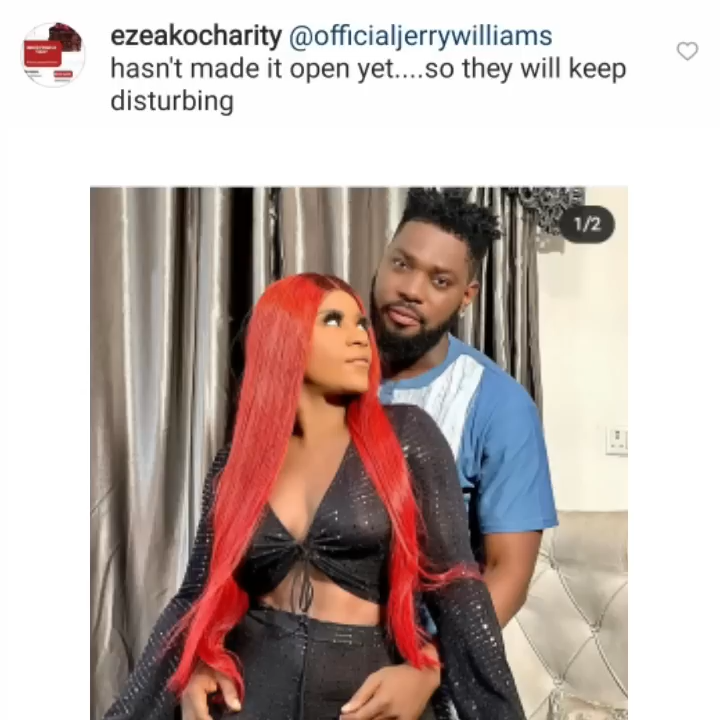 ezeakocharity @officialjerrywilliams
hasn't made it open yet....so they will keep
disturbing
1/2